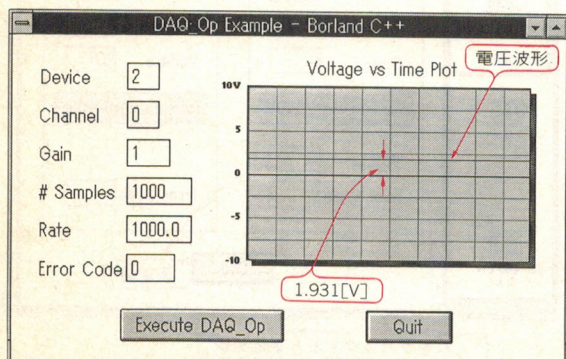 DAQ_Op Example - Borland C++
Device 2
Channel 0
Gain 1
# Samples 1000
Rate 1000.0
Error Code 0
Voltage vs Time Plot
電圧波形
10V
5
0
-5
-10
1.931[V]
Execute DAQ_Op
Quit